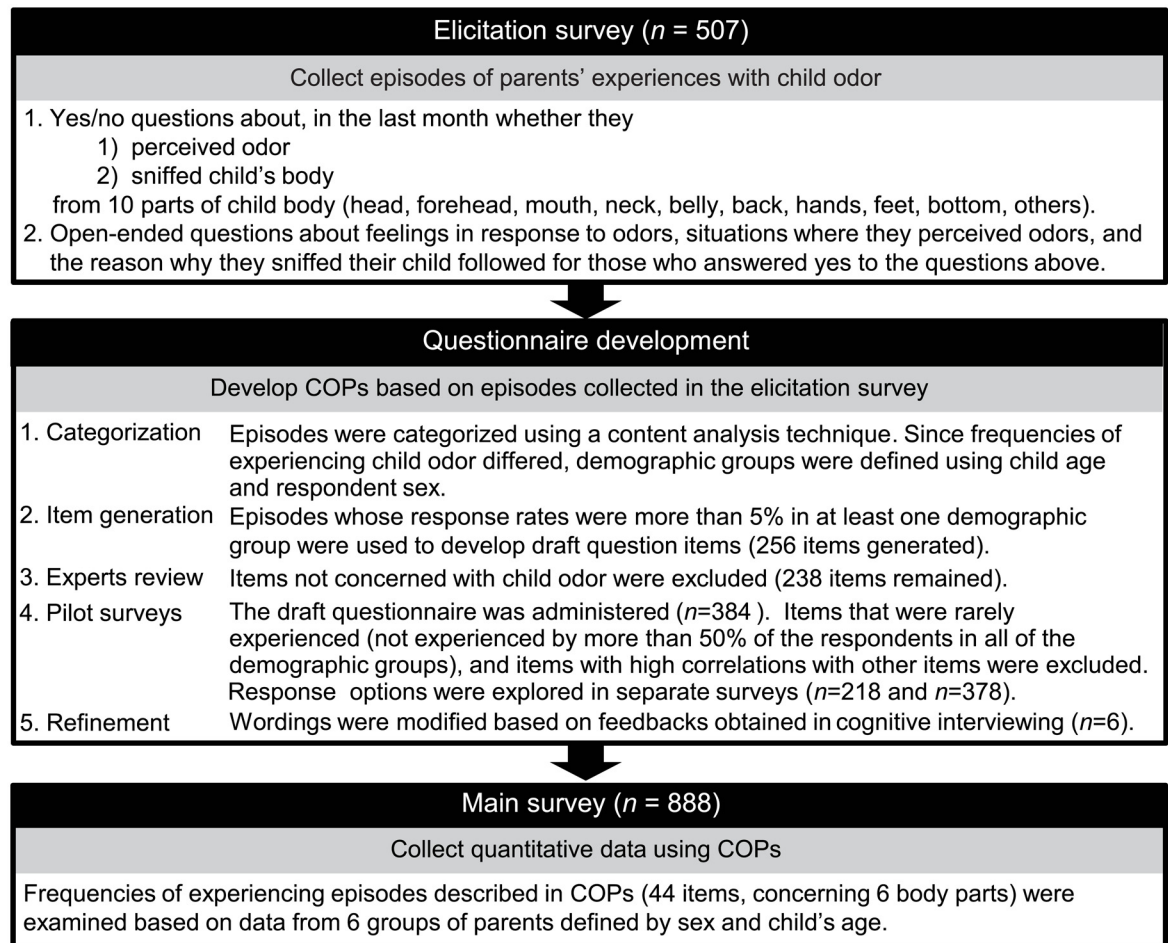 Elicitation survey (n = 507)
Collect episodes of parents’ experiences with child odor
1. Yes/no questions about, in the last month whether they
1) perceived odor
2) sniffed child’s body
from 10 parts of child body (head, forehead, mouth, neck, belly, back, hands, feet, bottom, others).
2. Open-ended questions about feelings in response to odors, situations where they perceived odors, and
the reason why they sniffed their child followed for those who answered yes to the questions above.
Questionnaire development
Develop COPs based on episodes collected in the elicitation survey
1. Categorization Episodes were categorized using a content analysis technique. Since frequencies of
experiencing child odor differed, demographic groups were defined using child age
and respondent sex.
2. Item generation Episodes whose response rates were more than 5% in at least one demographic
group were used to develop draft question items (256 items generated).
3. Experts review Items not concerned with child odor were excluded (238 items remained).
4. Pilot surveys The draft questionnaire was administered (n=384 ). Items that were rarely
experienced (not experienced by more than 50% of the respondents in all of the
demographic groups), and items with high correlations with other items were excluded.
Response options were explored in separate surveys (n=218 and n=378).
5. Refinement Wordings were modified based on feedbacks obtained in cognitive interviewing (n=6).
Main survey (n = 888)
Collect quantitative data using COPs
Frequencies of experiencing episodes described in COPs (44 items, concerning 6 body parts) were
examined based on data from 6 groups of parents defined by sex and child’s age.